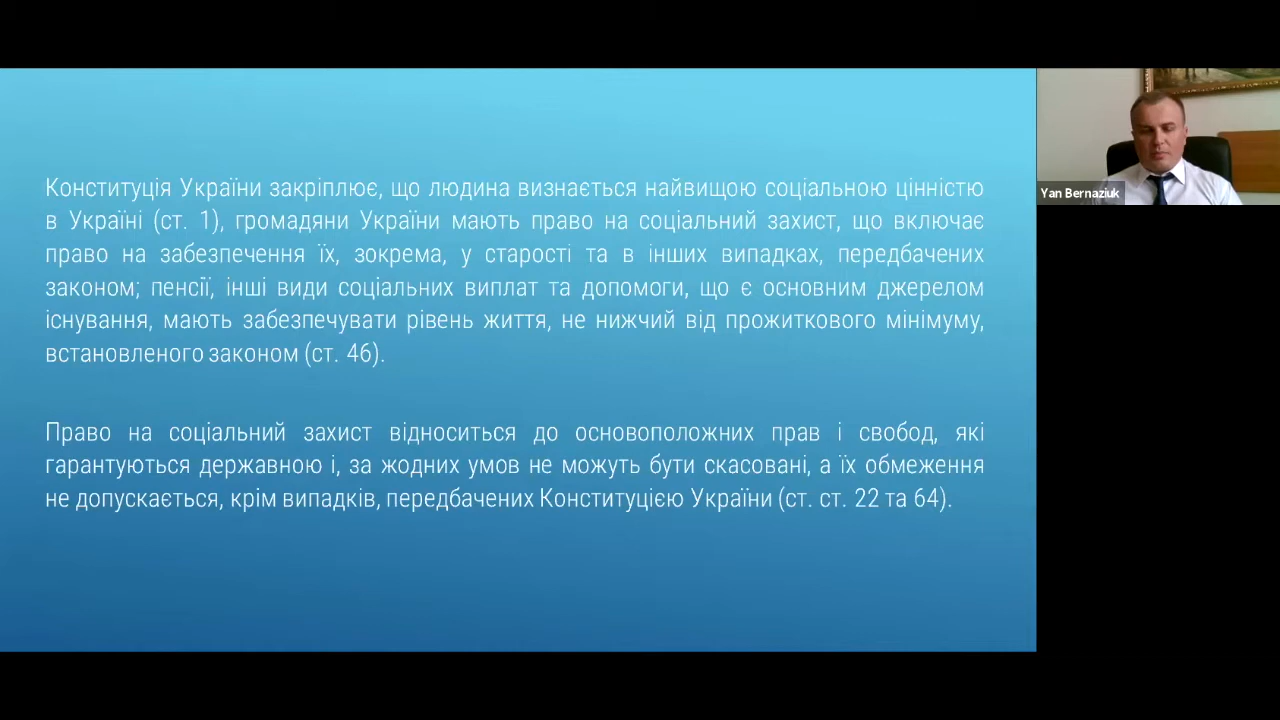 Конституція України закріплює, що людина визнається найвищою соціальною цінністю
в Україні (ст. 1), громадяни України мають право на соціальний захист, що включає
право на забезпечення їх, зокрема, у старості та в інших випадках, передбачених
законом; пенсії, інші види соціальних виплат та допомоги, що є основним джерелом
існування, мають забезпечувати рівень життя, не нижчий від прожиткового мінімуму,
встановленого законом (ст. 46).
Право на соціальний захист відноситься до основоположних прав і свобод, які
гарантуються державною і, за жодних умов не можуть бути скасовані, а їх обмеження
не допускається, крім випадків, передбачених Конституцією України (ст. ст. 22 та 64).
Yan Bernaziuk